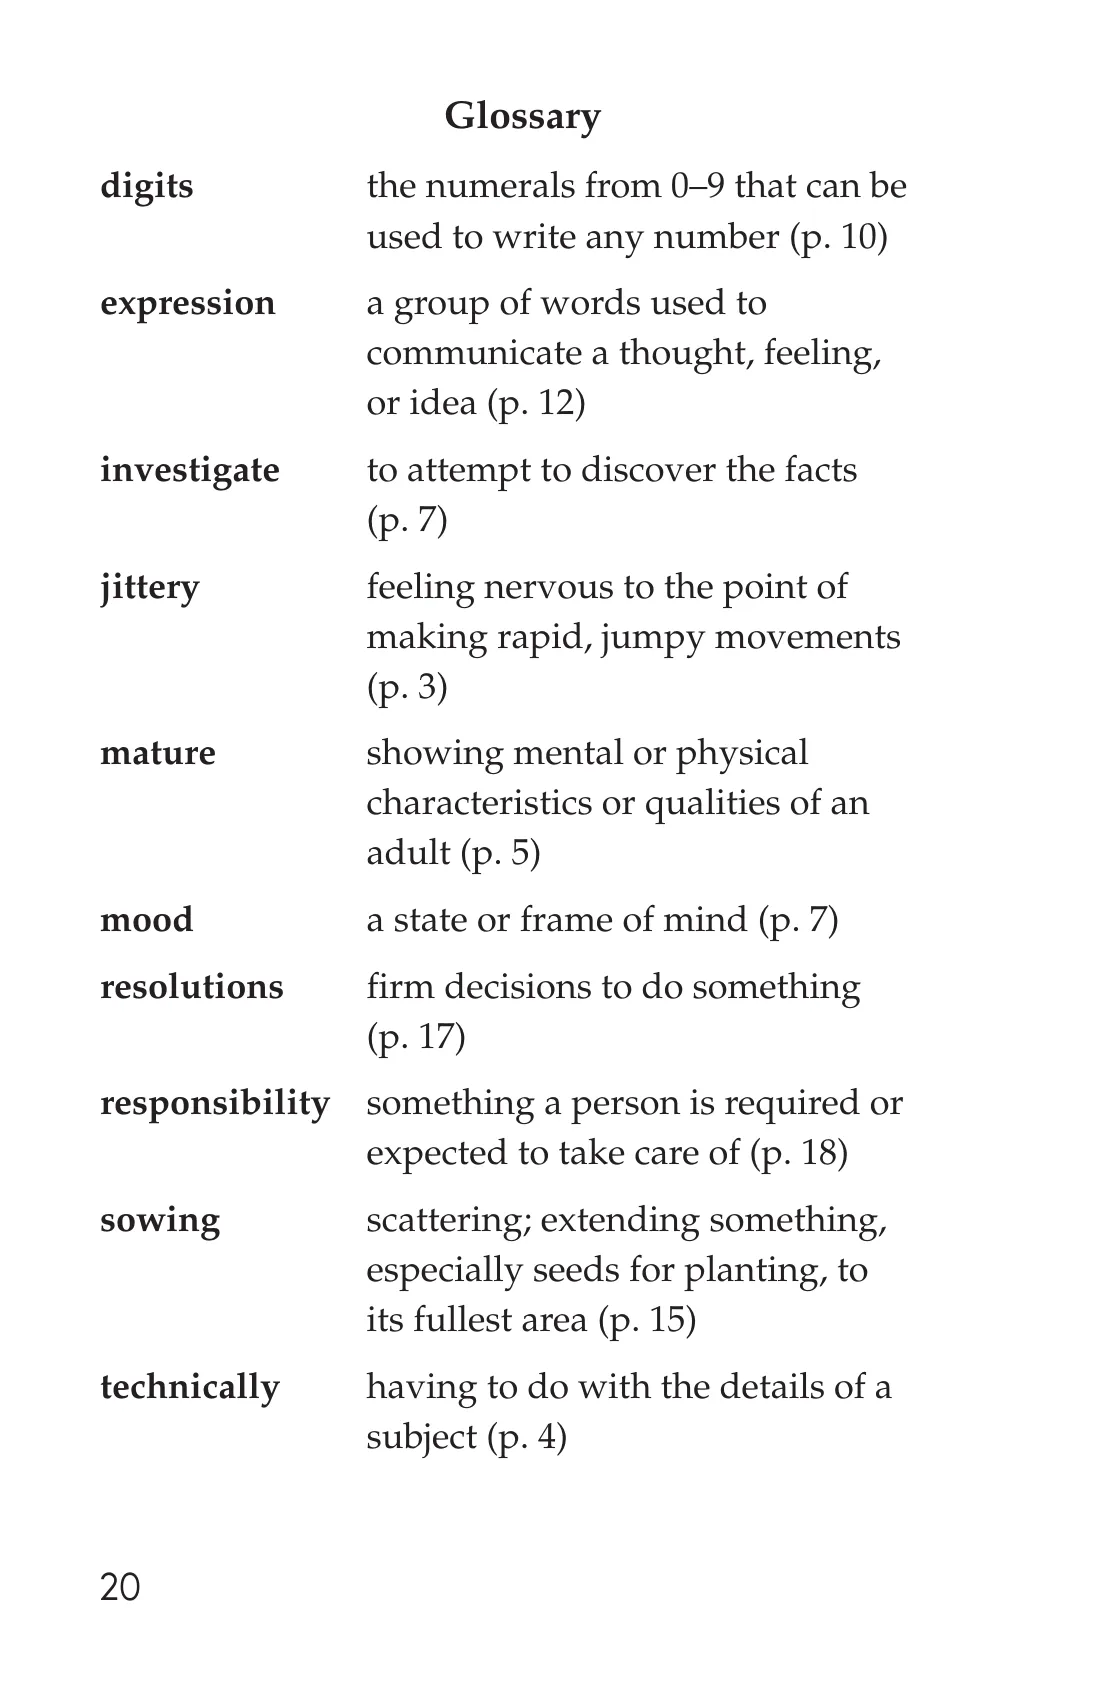 Glossary
digits the numerals from 0–9 that can be
used to write any number (p. 10)
expression a group of words used to
communicate a thought, feeling,
or idea (p. 12)
investigate to attempt to discover the facts
(p. 7)
jittery feeling nervous to the point of
making rapid, jumpy movements
(p. 3)
mature showing mental or physical
characteristics or qualities of an
adult (p. 5)
mood a state or frame of mind (p. 7)
resolutions firm decisions to do something
(p. 17)
responsibility something a person is required or
expected to take care of (p. 18)
sowing scattering; extending something,
especially seeds for planting, to
its fullest area (p. 15)
technically having to do with the details of a
subject (p. 4)
20